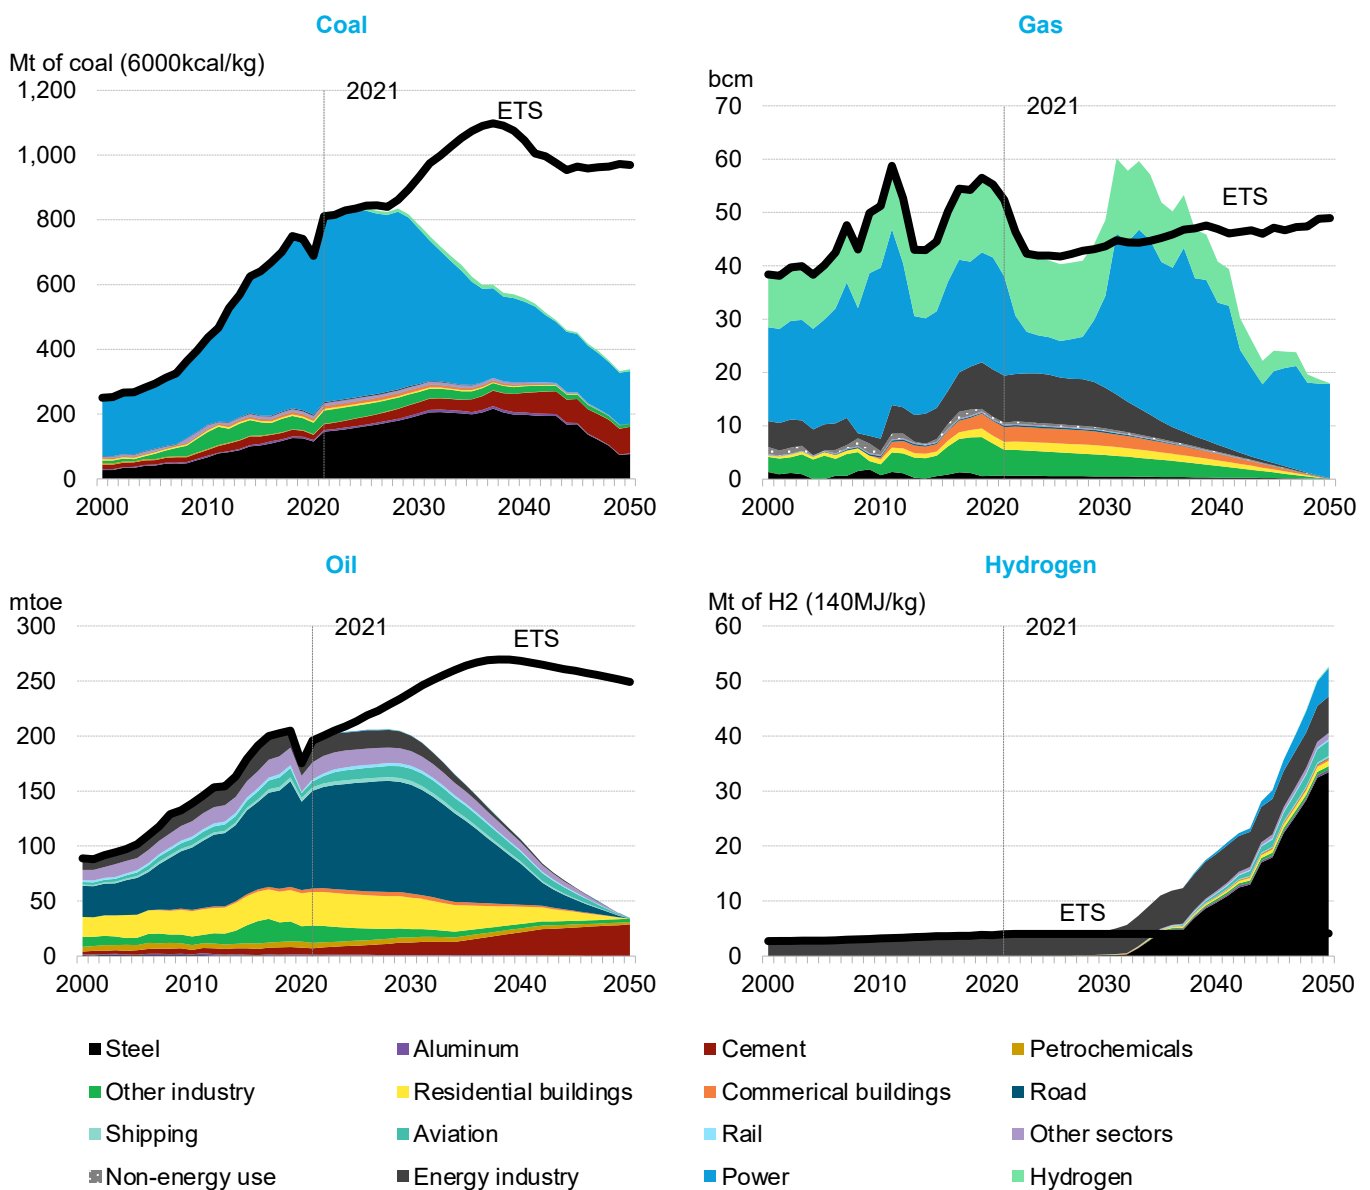 Coal
Mt of coal (6000kcal/kg)
1,200
1,000
800
600
400
200
0
2021
ETS
2000 2010 2020 2030 2040 2050
Gas
bcm
70
60
50
40
30
20
10
0
2021
ETS
2000 2010 2020 2030 2040 2050
Oil
mtoe
300
250
200
150
100
50
0
2021
ETS
2000 2010 2020 2030 2040 2050
Hydrogen
Mt of H2 (140MJ/kg)
60
50
40
30
20
10
0
2021
ETS
2000 2010 2020 2030 2040 2050
Steel Aluminum Cement Petrochemicals
Other industry Residential buildings Commerical buildings Road
Shipping Aviation Rail Other sectors
Non-energy use Energy industry Power Hydrogen